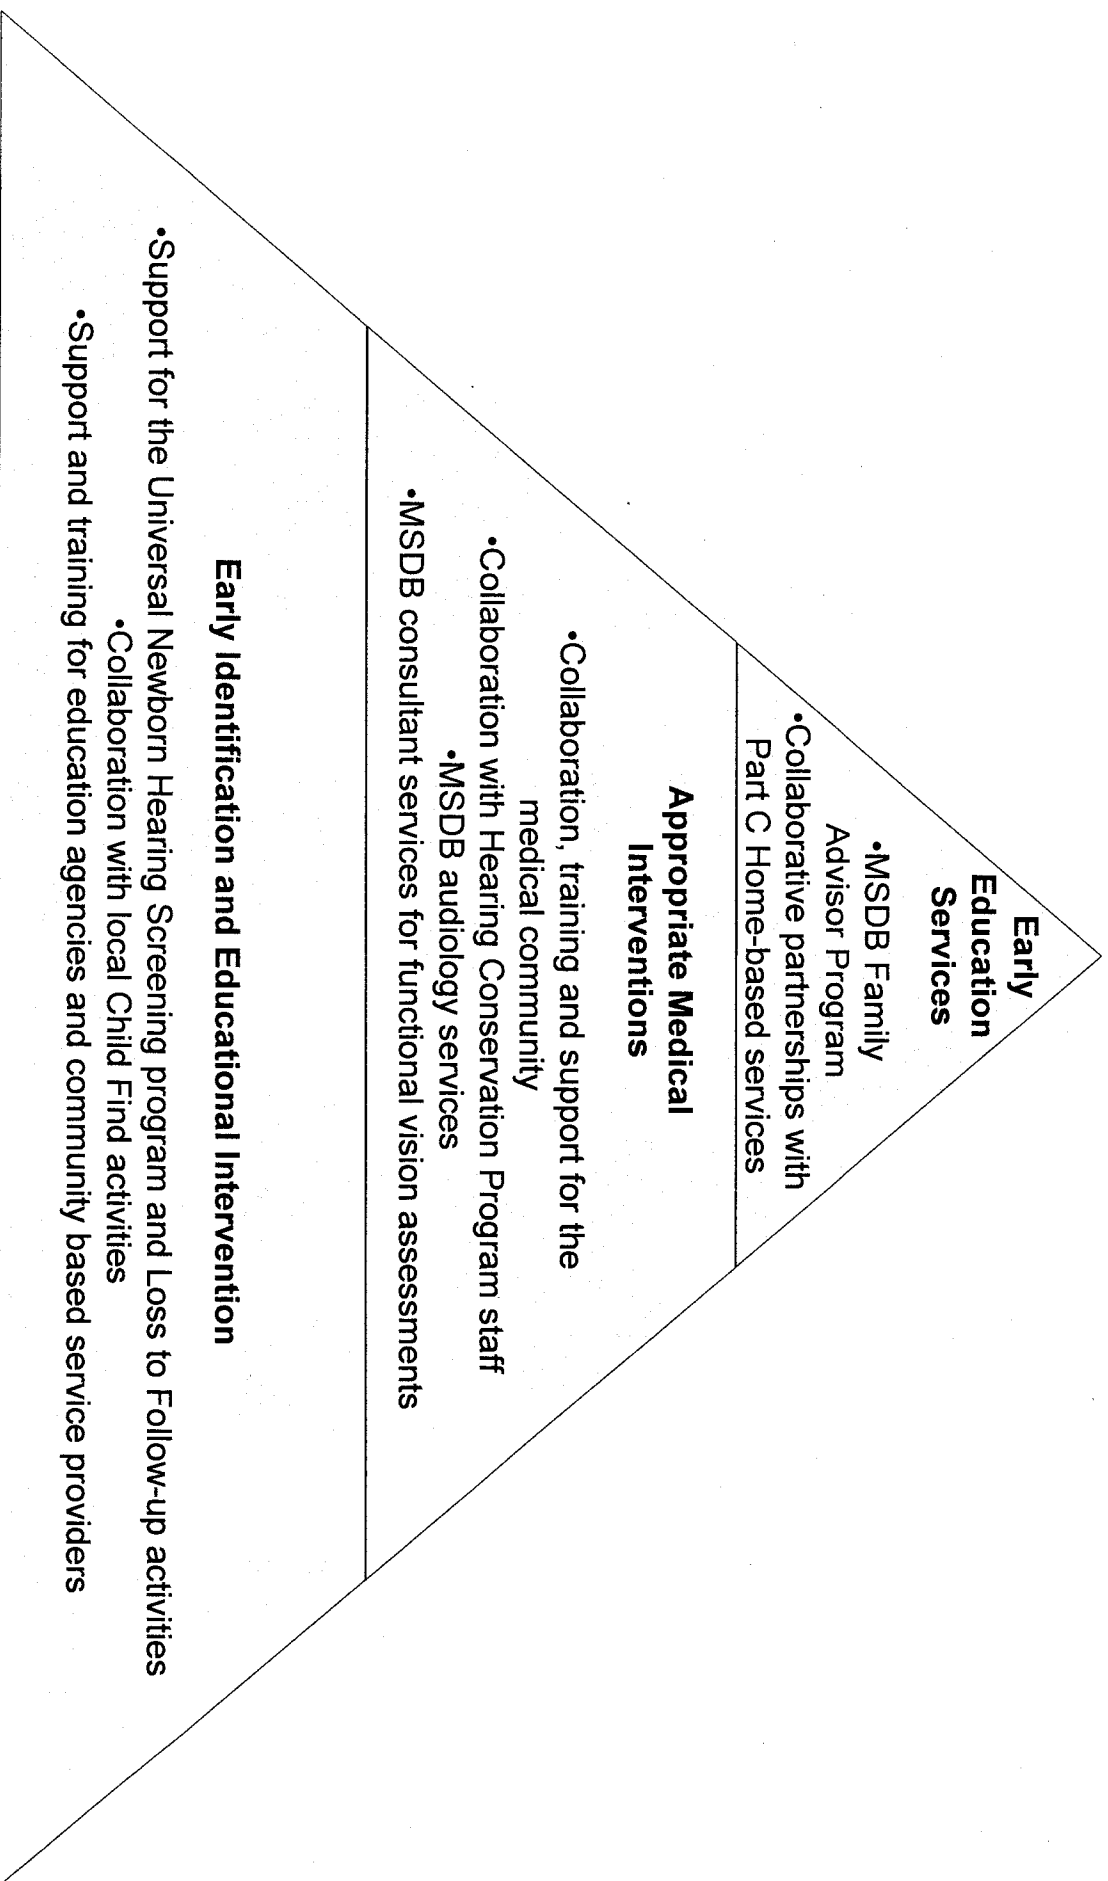 Early
Education
Services
•MSDB Family
Advisor Program
•Collaborative partnerships with
Part C Home-based services
Appropriate Medical
Interventions
•Collaboration, training and support for the
medical community
•Collaboration with Hearing Conservation Program staff
•MSDB audiology services
•MSDB consultant services for functional vision assessments
Early Identification and Educational Intervention
•Support for the Universal Newborn Hearing Screening program and Loss to Follow-up activities
•Collaboration with local Child Find activities
•Support and training for education agencies and community based service providers